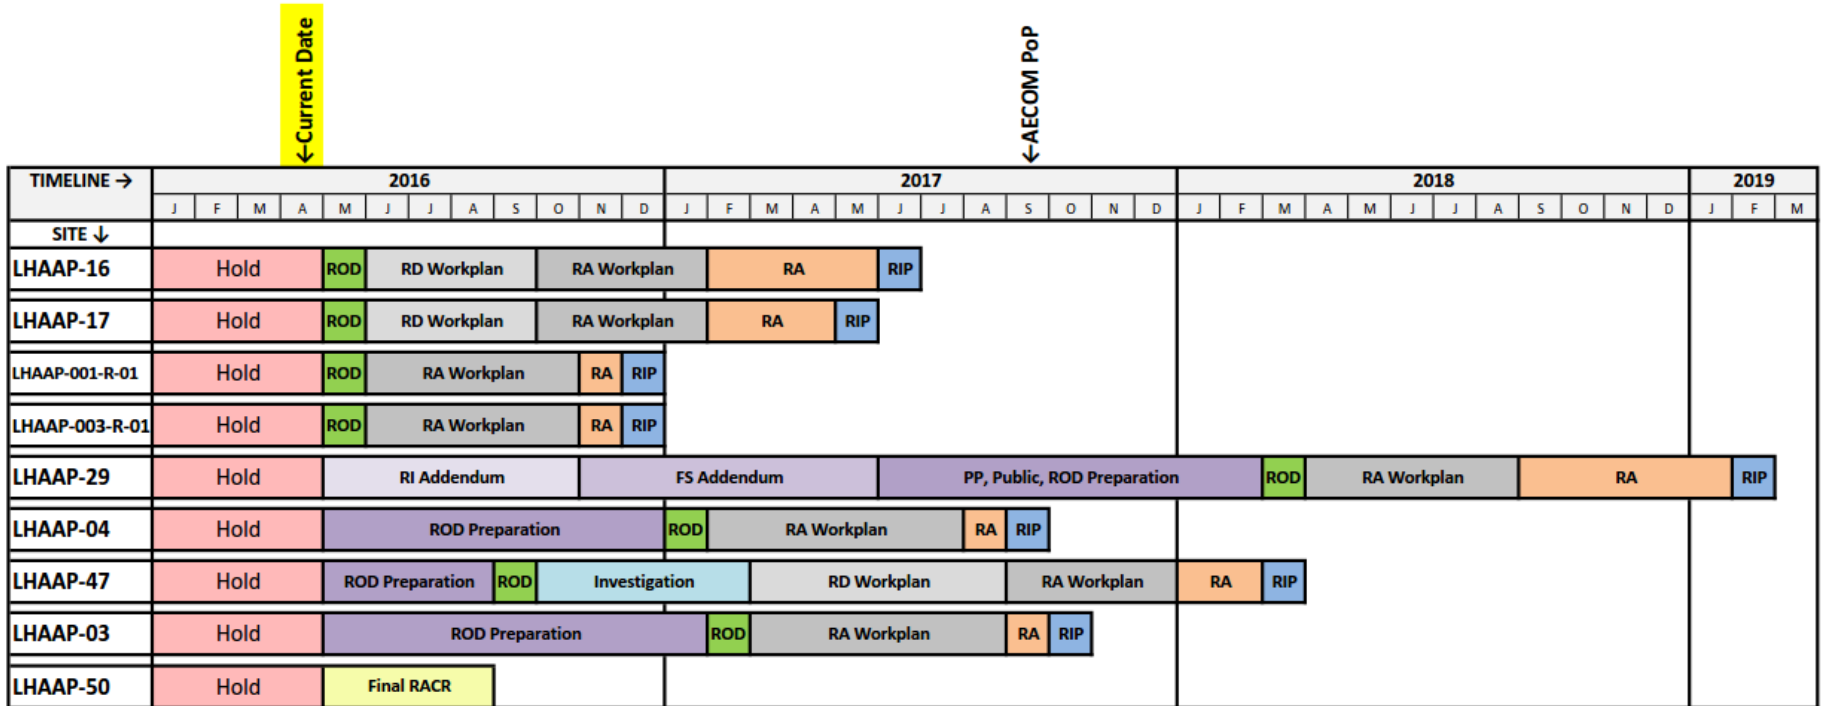 ←Current Date
←AECOM PoP
TIMELINE → 2016 2017 2018 2019
J F M A M J J A S O N D J F M A M J J A S O N D J F M A M J J A S O N D J F M
SITE ↓
LHAAP-16 Hold ROD RD Workplan RA Workplan RA RIP
LHAAP-17 Hold ROD RD Workplan RA Workplan RA RIP
LHAAP-001-R-01 Hold ROD RA Workplan RA RIP
LHAAP-003-R-01 Hold ROD RA Workplan RA RIP
LHAAP-29 Hold RI Addendum FS Addendum PP, Public, ROD Preparation ROD RA Workplan RA RIP
LHAAP-04 Hold ROD Preparation ROD RA Workplan RA RIP
LHAAP-47 Hold ROD Preparation ROD Investigation RD Workplan RA Workplan RA RIP
LHAAP-03 Hold ROD Preparation ROD RA Workplan RA RIP
LHAAP-50 Hold Final RACR